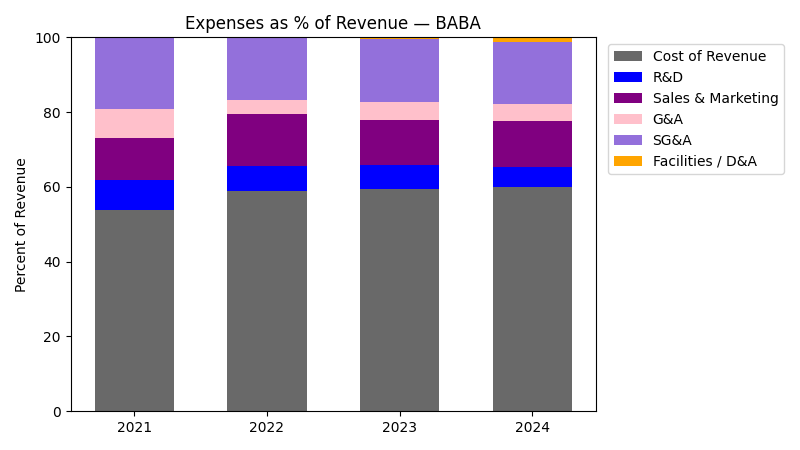 Expenses as % of Revenue — BABA
Percent of Revenue
100
80
60
40
20
0
2021
2022
2023
2024
Cost of Revenue
R&D
Sales & Marketing
G&A
SG&A
Facilities / D&A